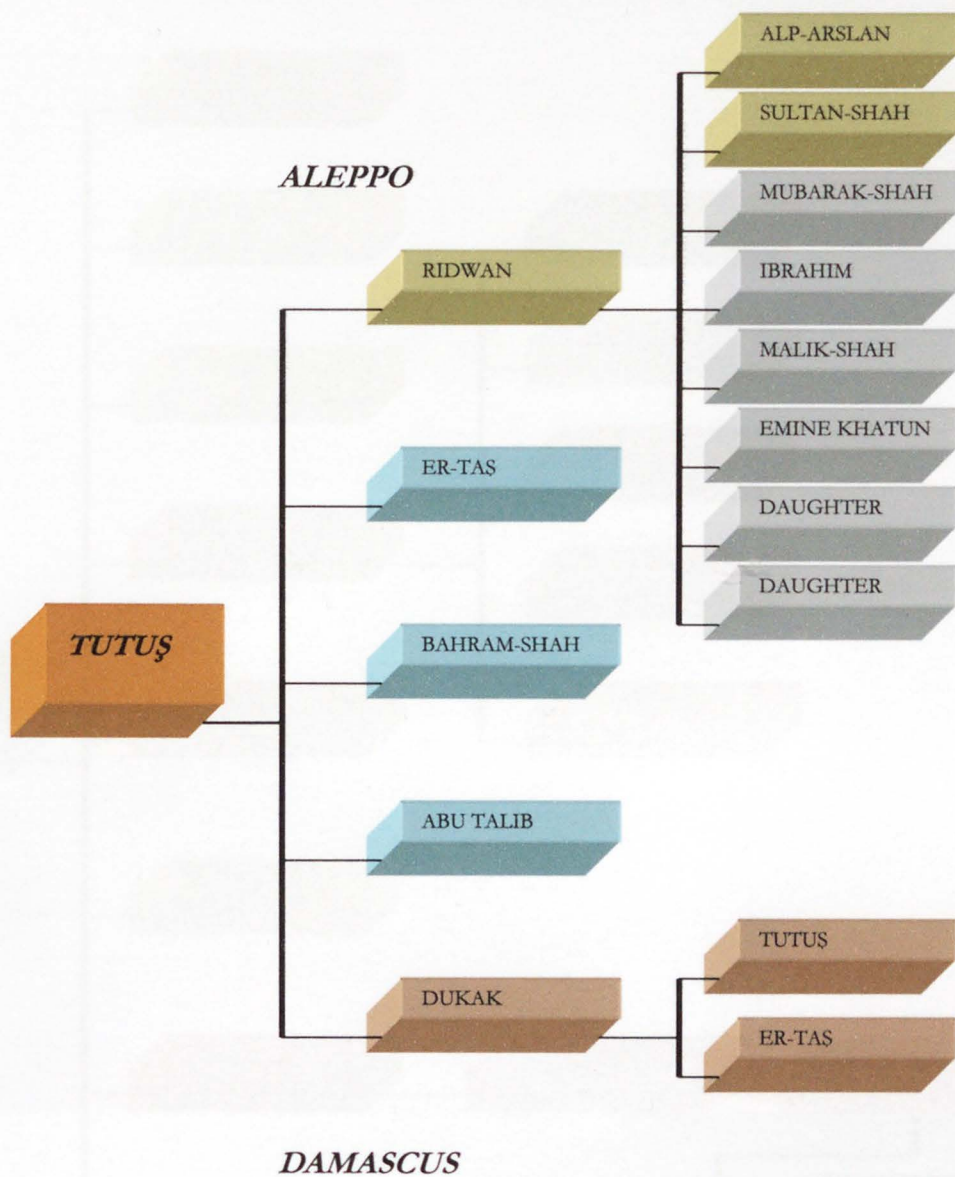 ALP-ARSLAN
SULTAN-SHAH
ALEPPO
MUBARAK-SHAH
RIDWAN
IBRAHIM
MALIK-SHAH
EMINE KHATUN
ER-TAŞ
DAUGHTER
DAUGHTER
TUTUŞ
BAHRAM-SHAH
ABU TALIB
TUTUŞ
DUKAK
ER-TAŞ
DAMASCUS